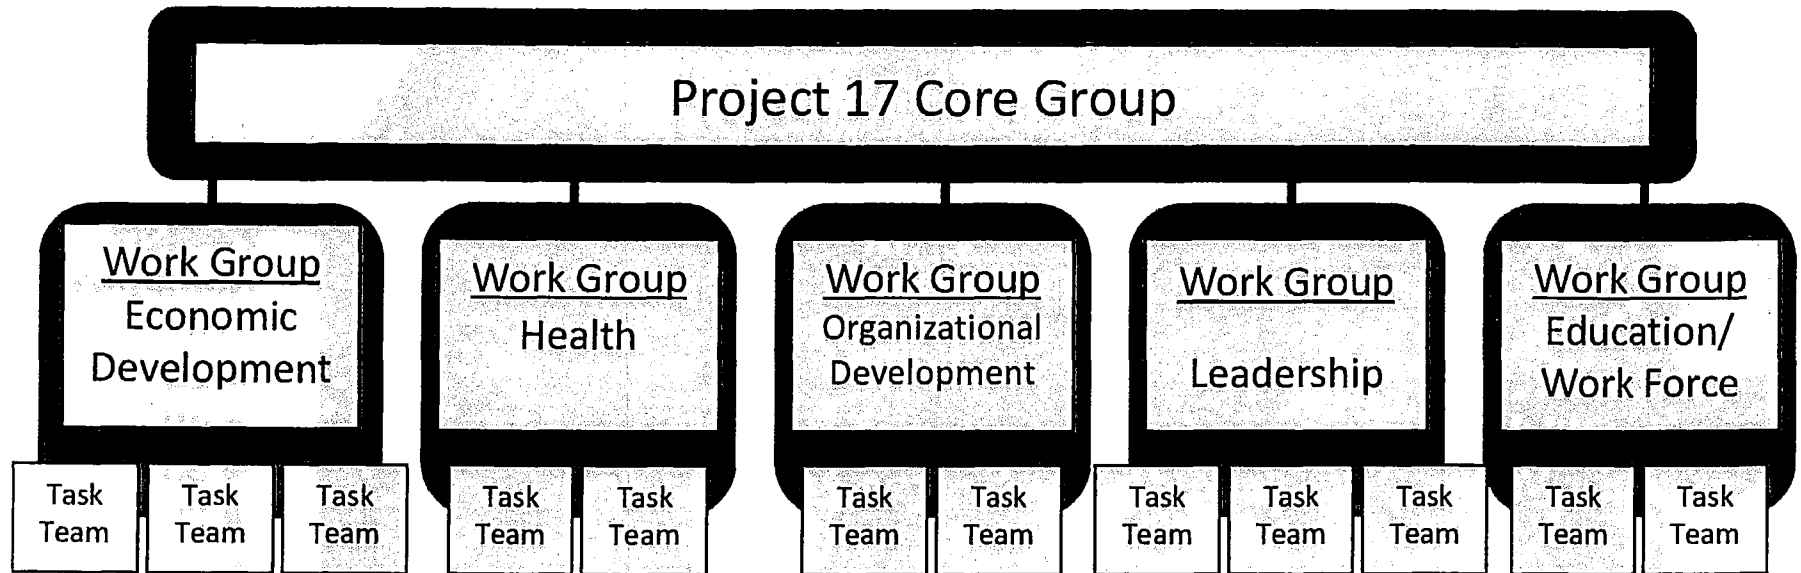 Project 17 Core Group
Work Group
Economic
Development
Work Group
Health
Work Group
Organizational
Development
Work Group
Leadership
Work Group
Education/
Work Force
Task
Team
Task
Team
Task
Team
Task
Team
Task
Team
Task
Team
Task
Team
Task
Team
Task
Team
Task
Team
Task
Team
Task
Team